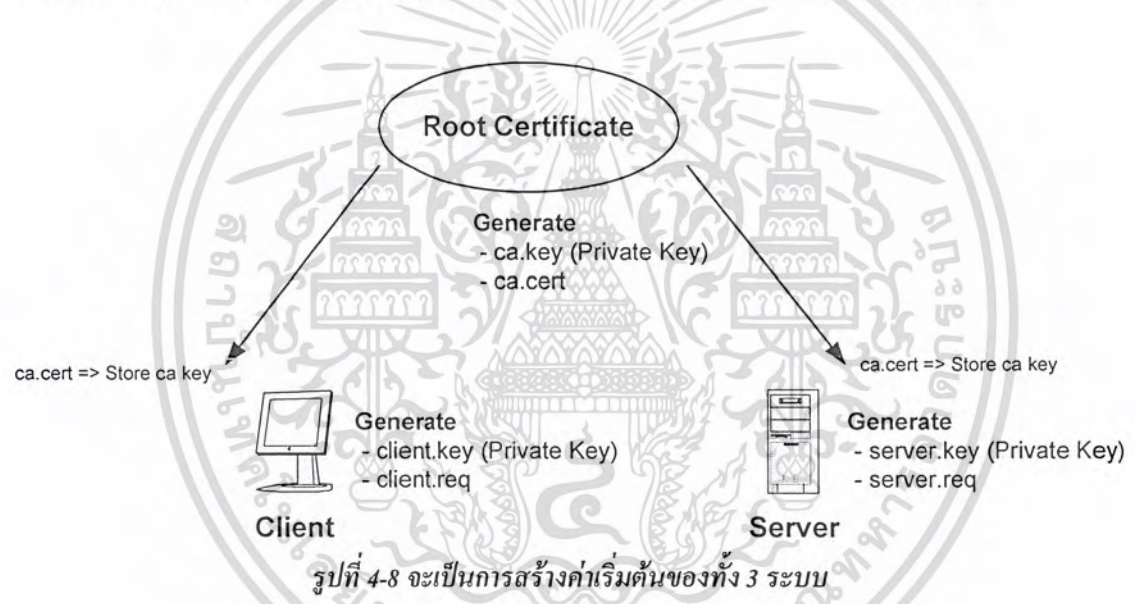 Root Certificate
Generate
- ca.key (Private Key)
- ca.cert
ca.cert => Store ca key
ca.cert => Store ca key
Generate
- client.key (Private Key)
- client.req
Client
Generate
- server.key (Private Key)
- server.req
Server
รูปที่ 4-8 จะเป็นการสร้างค่าเริ่มต้นของทั้ง 3 ระบบ